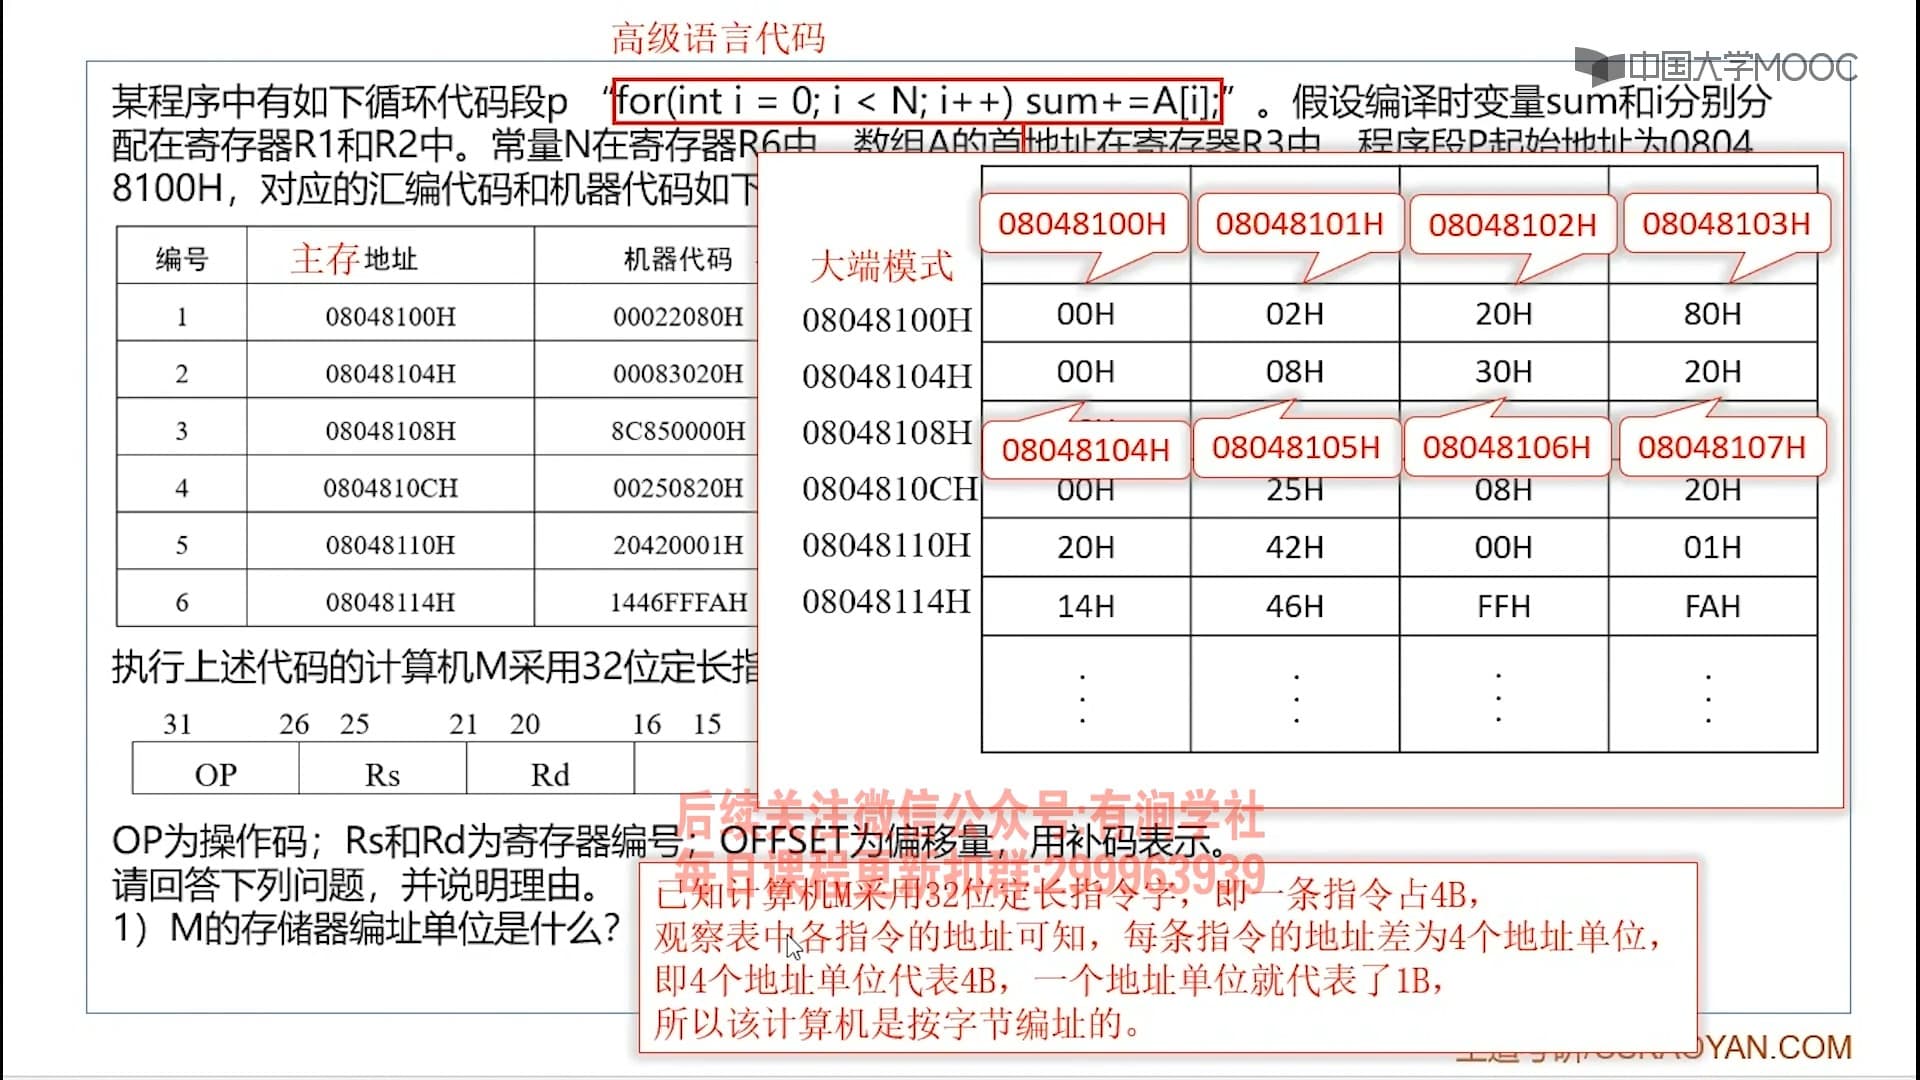 高级语言代码
中国大学MOOC
某程序中有如下循环代码段p “for(int i = 0; i < N; i++) sum+=A[i];” 。假设编译时变量sum和i分别分
配在寄存器R1和R2中。常量N在寄存器R6中,数组A的首地址在寄存器R3中,程序段P起始地址为0804
8100H,对应的汇编代码和机器代码如下
编号 主存地址 机器代码
1 08048100H 00022080H
2 08048104H 00083020H
3 08048108H 8C850000H
4 0804810CH 00250820H
5 08048110H 20420001H
6 08048114H 1446FFFAH
大端模式
08048100H 08048101H 08048102H 08048103H
08048100H 00H 02H 20H 80H
08048104H 00H 08H 30H 20H
08048108H
08048104H 08048105H 08048106H 08048107H
0804810CH 00H 25H 08H 20H
08048110H 20H 42H 00H 01H
08048114H 14H 46H FFH FAH
执行上述代码的计算机M采用32位定长指
31 26 25 21 20 16 15
OP Rs Rd
后续关注微信公众号:有润学社
OP为操作码;Rs和Rd为寄存器编号;OFFSET为偏移量,用补码表示。
每日课程更新扣群:299963939
请回答下列问题,并说明理由。
1)M的存储器编址单位是什么?
已知计算机M采用32位定长指令字,即一条指令占4B,
观察表中各指令的地址可知,每条指令的地址差为4个地址单位,
即4个地址单位代表4B,一个地址单位就代表了1B,
所以该计算机是按字节编址的。